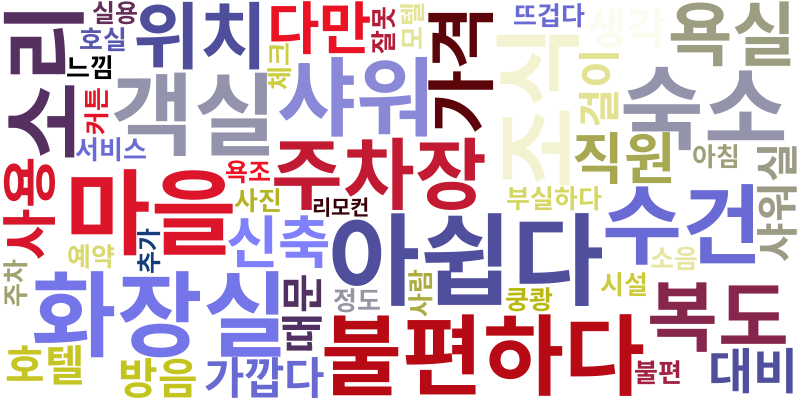 실용
호실
위치
다만
잘못
모텔
가격
뜨겁다
생각
욕실
소리
느낌
커튼
객실
체크
샤워
조식
걸이
숙소
서비스
직원
아침
사용
마을
욕조
주차장
사진
리모컨
부실하다
수건
샤워실
예약
추가
신축
아쉽다
소음
주차
화장실
때문
정도
사람
쿵쾅
시설
복도
호텔
방음
가깝다
불편하다
불편
대비